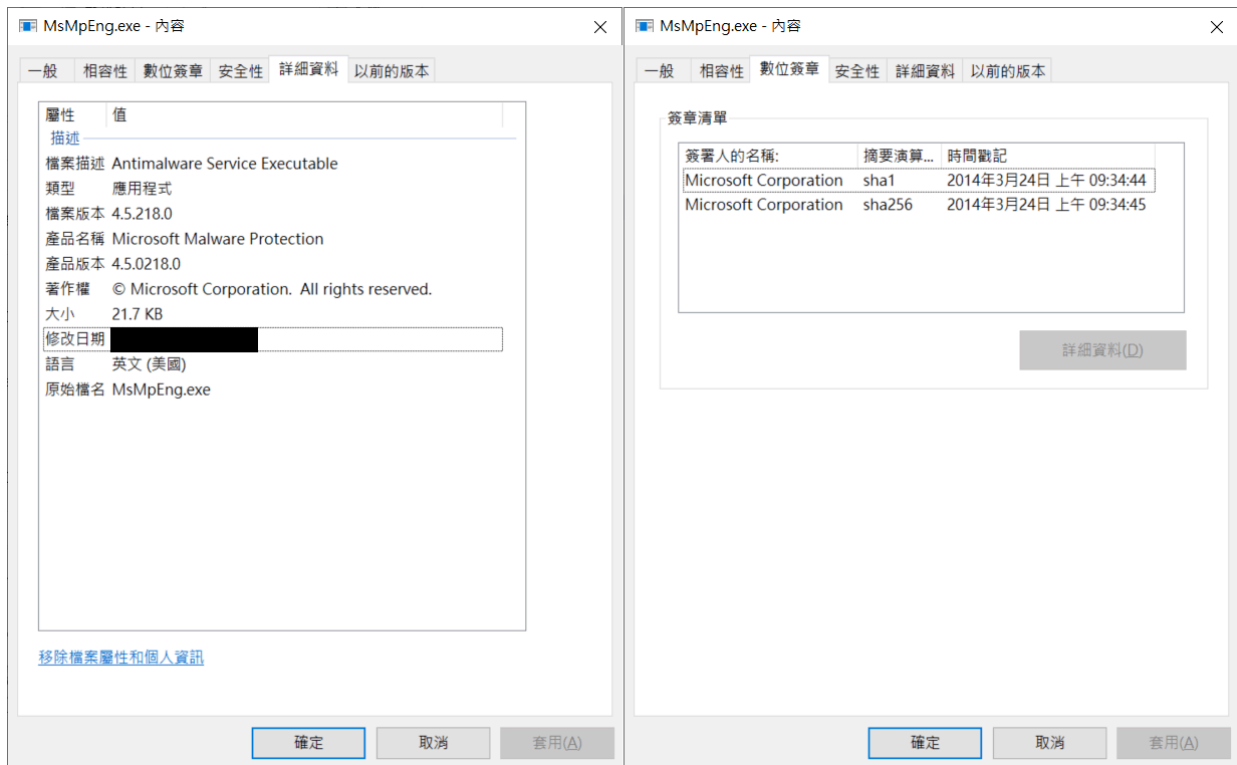 MsMpEng.exe - 內容
一般 相容性 數位簽章 安全性 詳細資料 以前的版本
屬性 值
描述
檔案描述 Antimalware Service Executable
類型 應用程式
檔案版本 4.5.218.0
產品名稱 Microsoft Malware Protection
產品版本 4.5.0218.0
著作權 © Microsoft Corporation. All rights reserved.
大小 21.7 KB
修改日期
語言 英文 (美國)
原始檔名 MsMpEng.exe
移除檔案屬性和個人資訊
確定 取消 套用(A)
MsMpEng.exe - 內容
一般 相容性 數位簽章 安全性 詳細資料 以前的版本
簽章清單
簽署人的名稱: 摘要演算... 時間戳記
Microsoft Corporation sha1 2014年3月24日 上午 09:34:44
Microsoft Corporation sha256 2014年3月24日 上午 09:34:45
詳細資料(D)
確定 取消 套用(A)